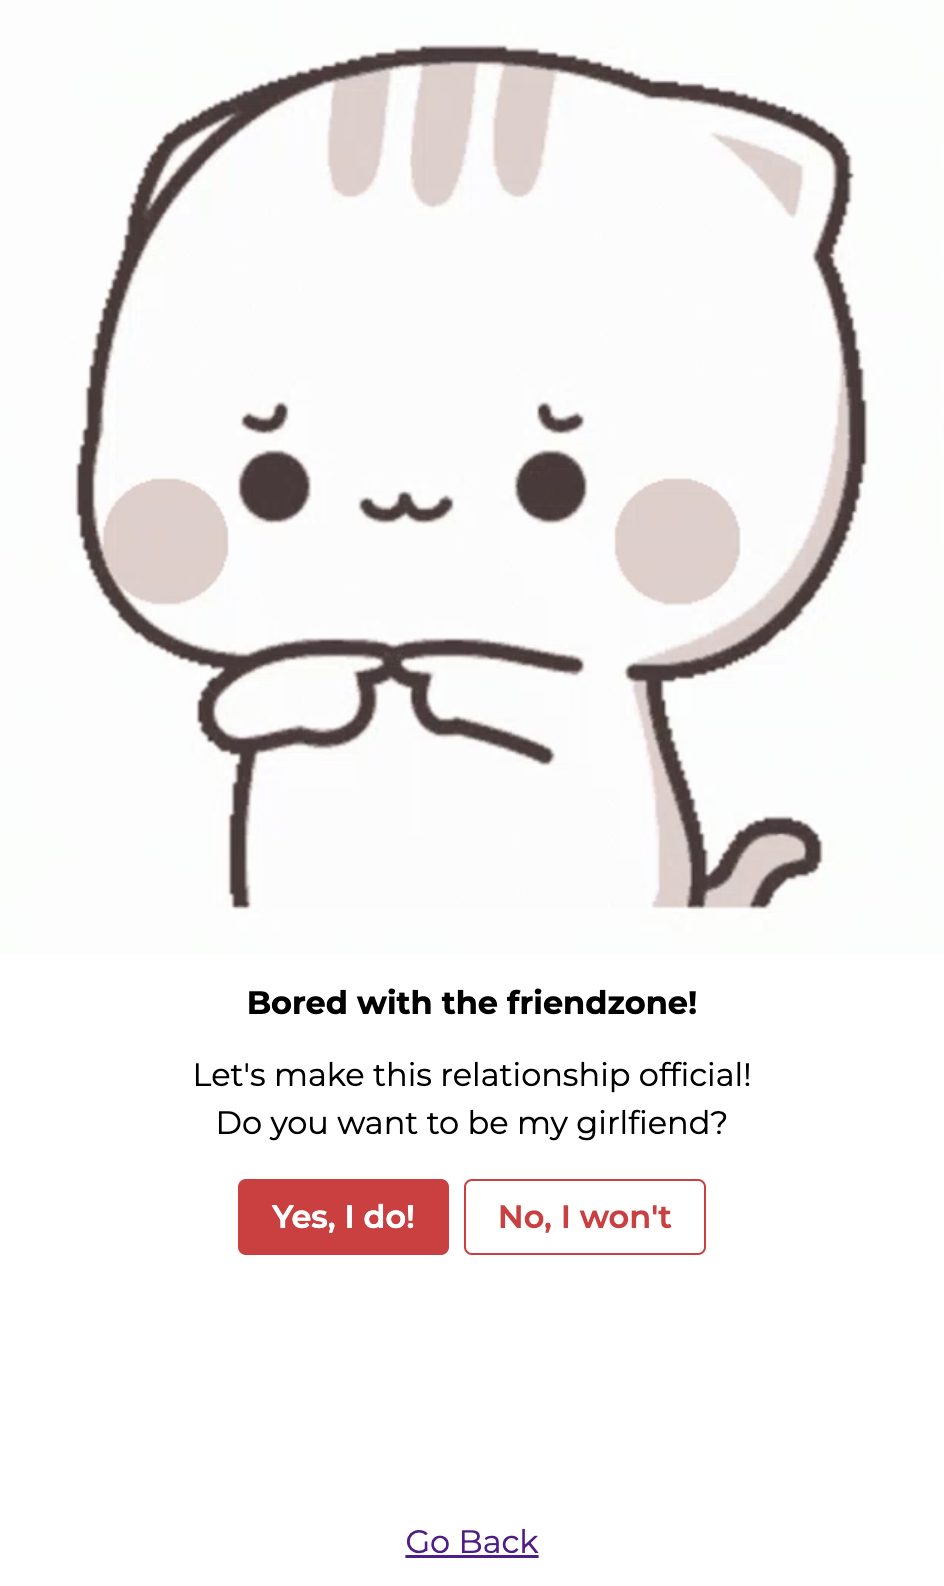 Bored with the friendzone!
Let's make this relationship official!
Do you want to be my girlfiend?
Yes, I do!
No, I won't
Go Back